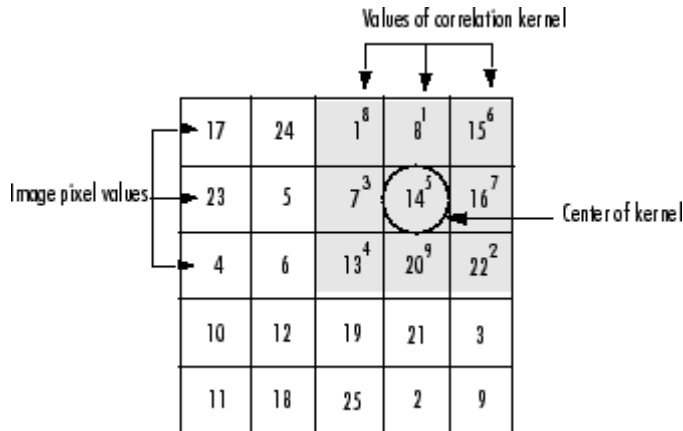 Values of correlation kernel
17 24 1 8 8 1 15 6
Image pixel values 23 5 7 3 14 5 16 7
Center of kernel
4 6 13 4 20 9 22 2
10 12 19 21 3
11 18 25 2 9